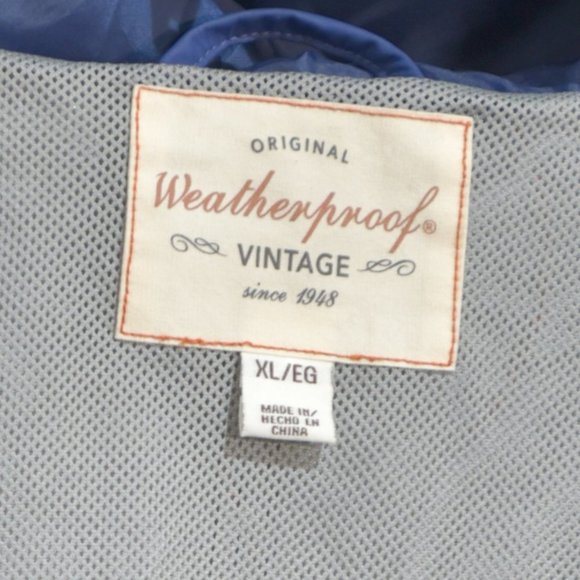 ORIGINAL
Weatherproof®
VINTAGE
since 1948
XL/EG
MADE IN/
HECHO EN
CHINA